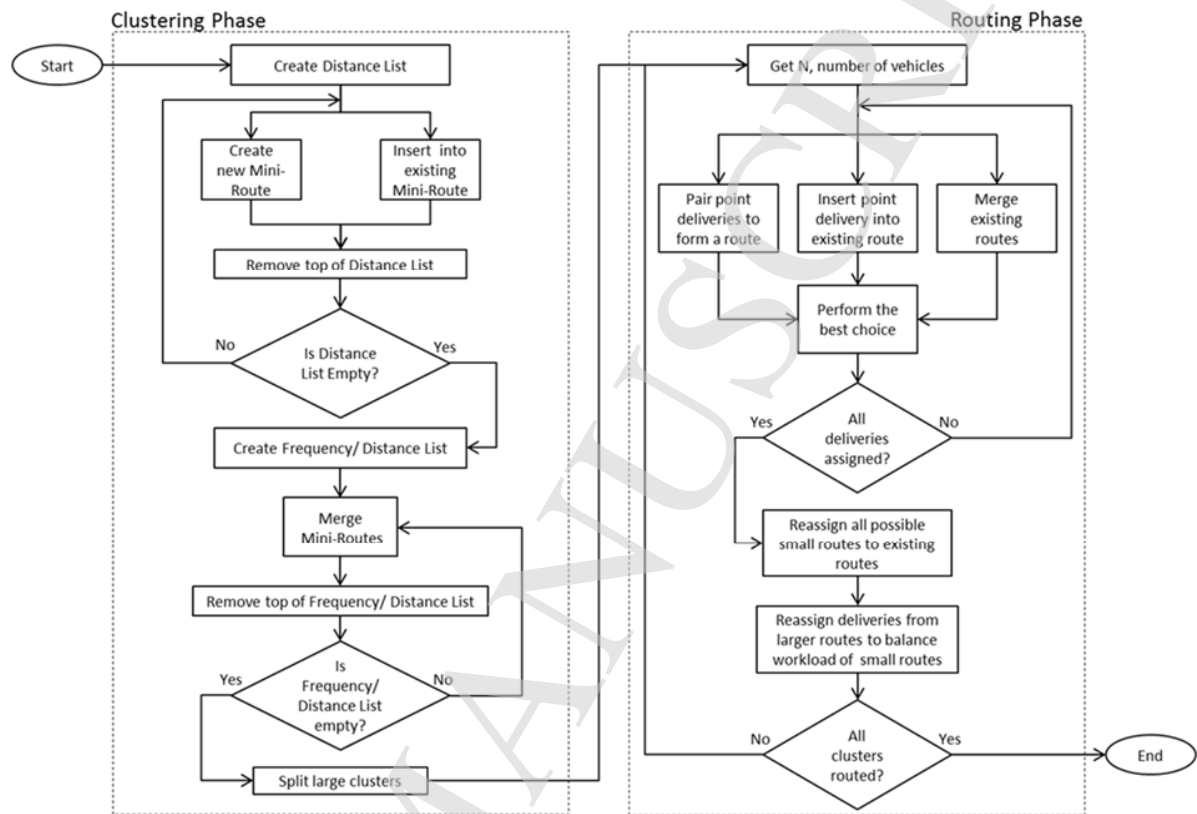 Clustering Phase
Start
Create Distance List
Create
new Mini-
Route
Insert into
existing
Mini-Route
Remove top of Distance List
No
Is Distance
List Empty?
Yes
Create Frequency/ Distance List
Merge
Mini-Routes
Remove top of Frequency/ Distance List
Yes
Is
Frequency/
Distance List
empty?
No
Split large clusters
Routing Phase
Get N, number of vehicles
Pair point
deliveries to
form a route
Insert point
delivery into
existing route
Merge
existing
routes
Perform the
best choice
Yes
All
deliveries
assigned?
No
Reassign all possible
small routes to existing
routes
Reassign deliveries from
larger routes to balance
workload of small routes
No
All
clusters
routed?
Yes
End
MANUSCRI